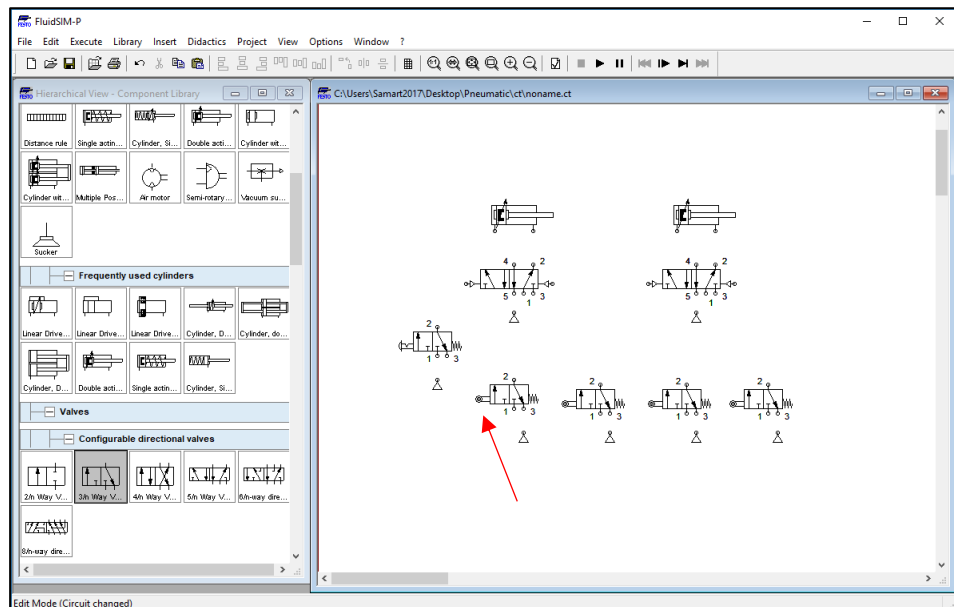 FluidSIM-P
File Edit Execute Library Insert Didactics Project View Options Window ?
Hierarchical View - Component Library
Distance rule Single actin... Cylinder, Si... Double acti... Cylinder wit...
Cylinder wit... Multiple Pos... Air motor Semi-rotary... Vacuum su...
Sucker
Frequently used cylinders
Linear Drive... Linear Drive... Linear Drive... Cylinder, D... Cylinder, do...
Cylinder, D... Double acti... Single actin... Cylinder, Si...
Valves
Configurable directional valves
2/n Way V... 3/n Way V... 4/n Way V... 5/n Way V... 6/n-way dire...
8/n-way dire...
C:\Users\Samart2017\Desktop\Pneumatic\ct\noname.ct
4 2 4 2
5 1 3 5 1 3
2
1 3
2 2 2 2
1 3 1 3 1 3 1 3
Edit Mode (Circuit changed)